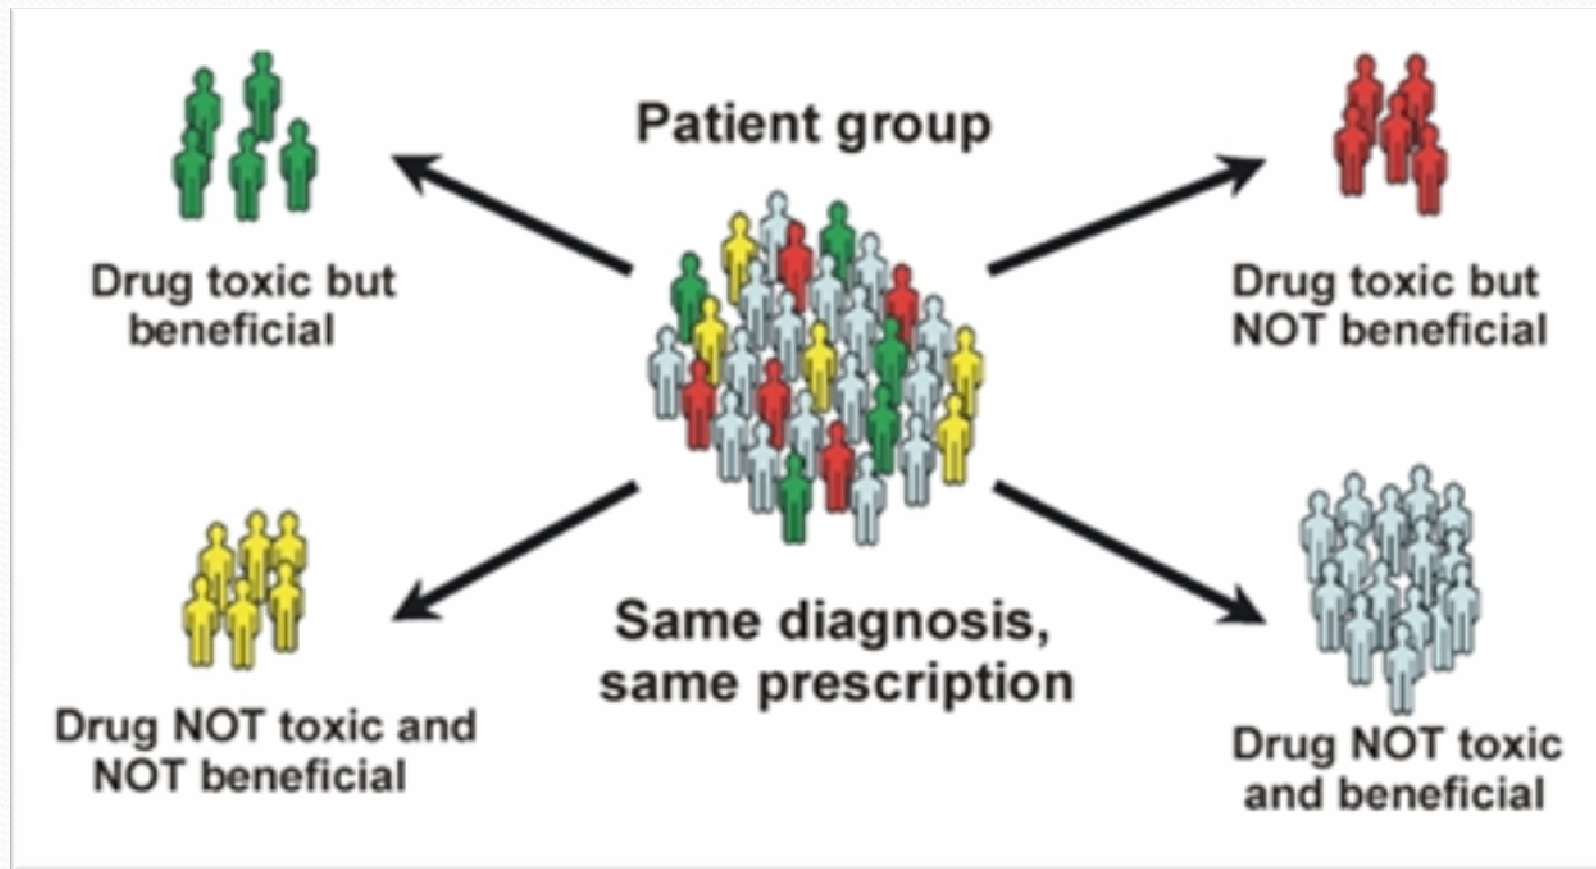 Patient group
Drug toxic but
beneficial
Drug toxic but
NOT beneficial
Same diagnosis,
same prescription
Drug NOT toxic and
NOT beneficial
Drug NOT toxic
and beneficial